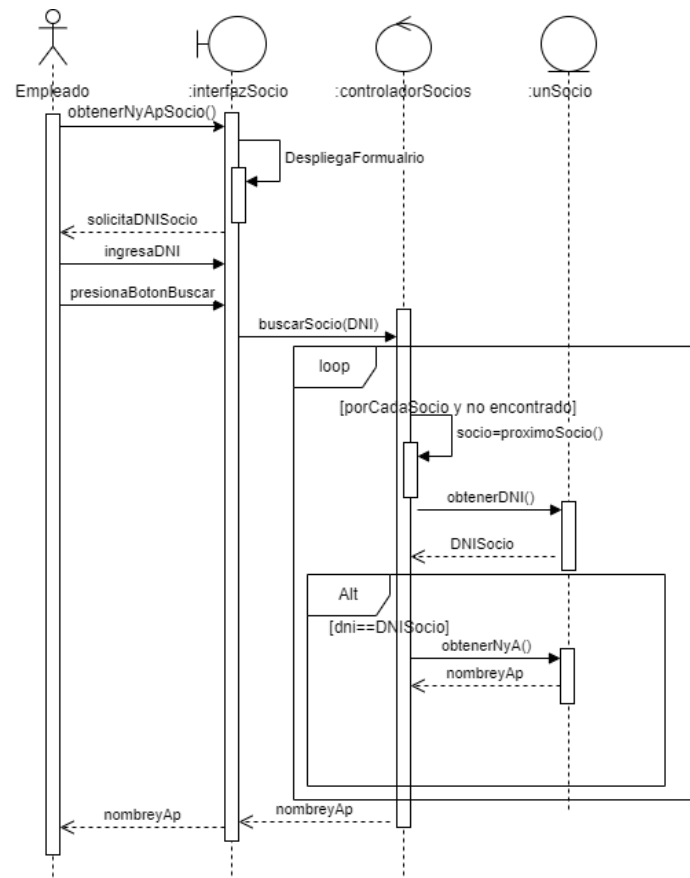 Empleado
:interfazSocio
:controladorSocios
:unSocio
obtenerNyApSocio()
DespliegaFormualrio
solicitaDNISocio
ingresaDNI
presionaBotonBuscar
buscarSocio(DNI)
loop
[porCadaSocio y no encontrado]
socio=proximoSocio()
obtenerDNI()
DNISocio
Alt
[dni==DNISocio]
obtenerNyA()
nombreyAp
nombreyAp
nombreyAp